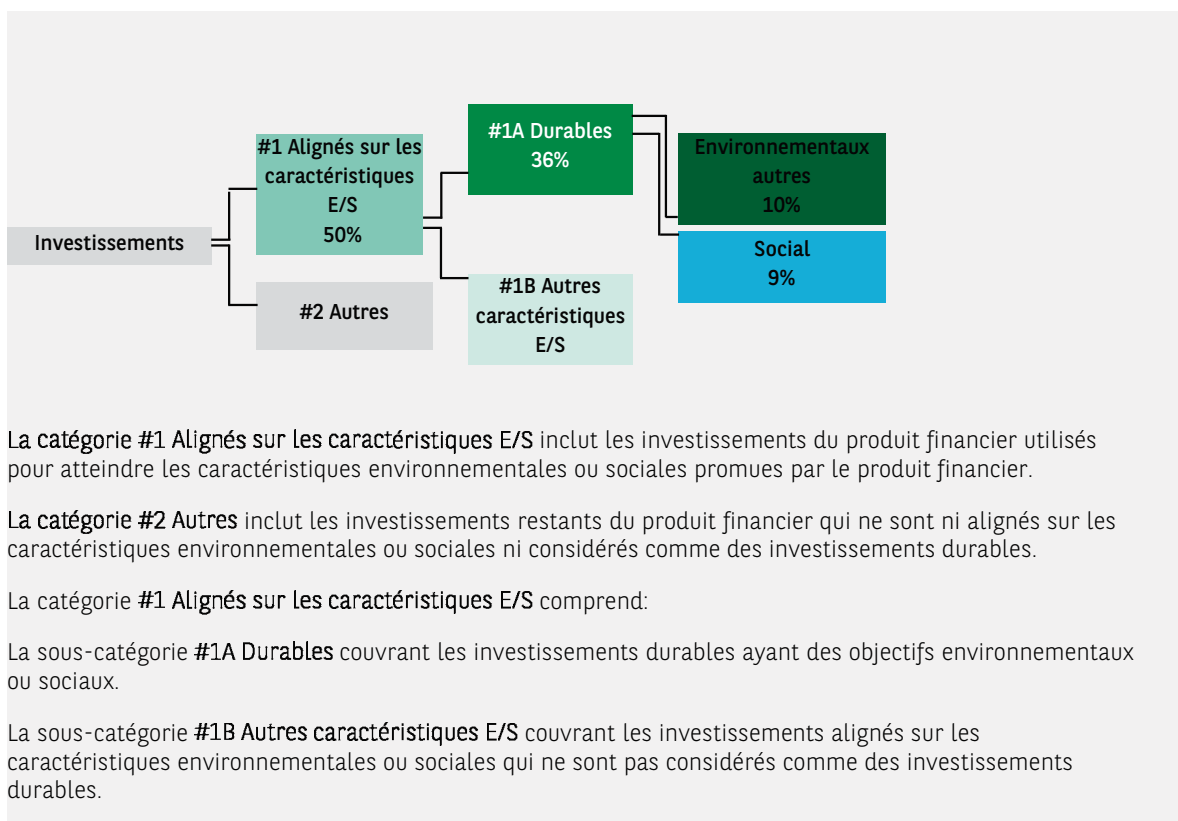 #1A Durables
36%
#1 Alignés sur les
caractéristiques
E/S
50%
Environnementaux
autres
10%
Investissements
Social
9%
#2 Autres
#1B Autres
caractéristiques
E/S
La catégorie #1 Alignés sur les caractéristiques E/S inclut les investissements du produit financier utilisés
pour atteindre les caractéristiques environnementales ou sociales promues par le produit financier.
La catégorie #2 Autres inclut les investissements restants du produit financier qui ne sont ni alignés sur les
caractéristiques environnementales ou sociales ni considérés comme des investissements durables.
La catégorie #1 Alignés sur les caractéristiques E/S comprend:
La sous-catégorie #1A Durables couvrant les investissements durables ayant des objectifs environnementaux
ou sociaux.
La sous-catégorie #1B Autres caractéristiques E/S couvrant les investissements alignés sur les
caractéristiques environnementales ou sociales qui ne sont pas considérés comme des investissements
durables.